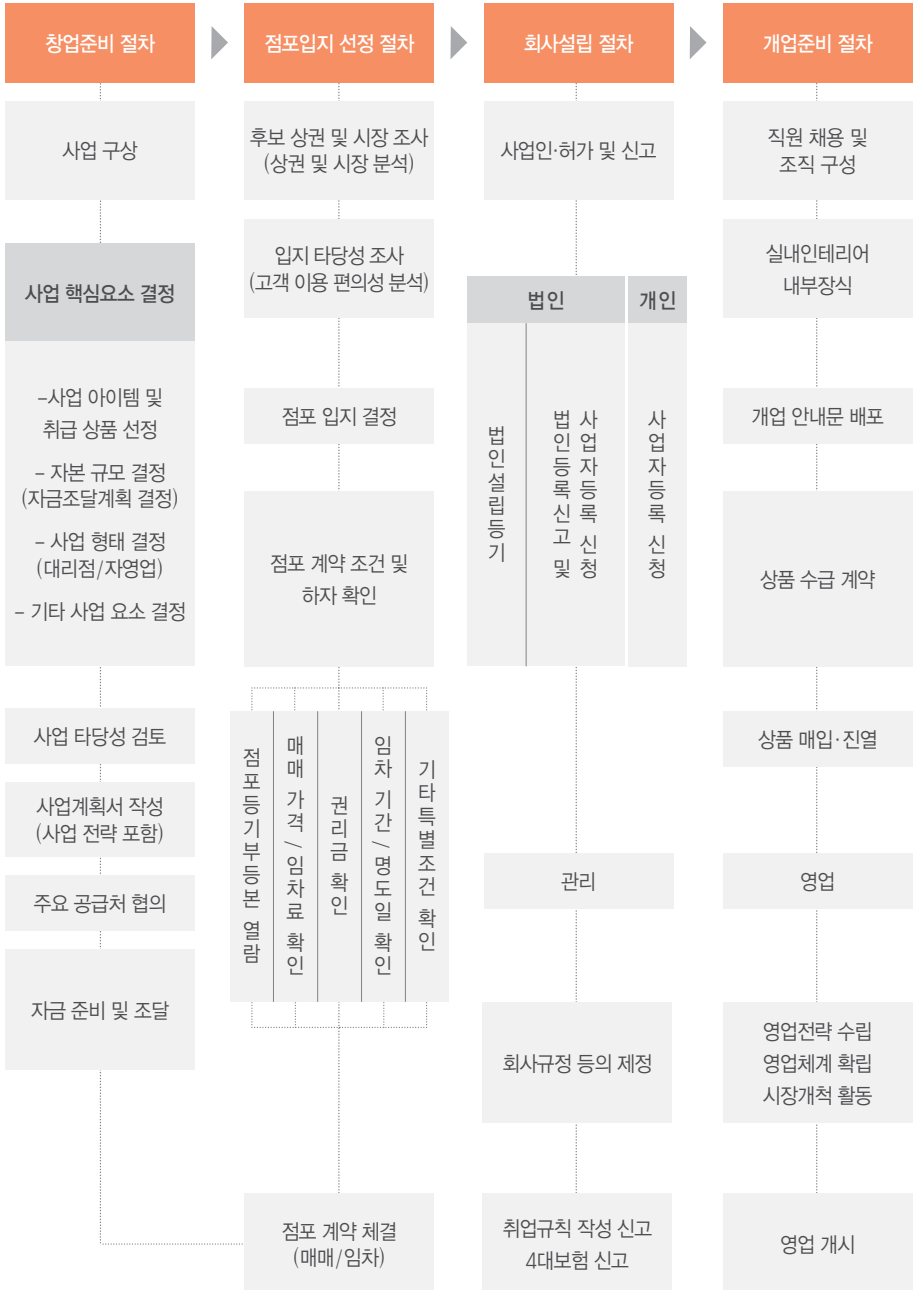 창업준비 절차
사업 구상
사업 핵심요소 결정
-사업 아이템 및
취급 상품 선정
- 자본 규모 결정
(자금조달계획 결정)
- 사업 형태 결정
(대리점/자영업)
- 기타 사업 요소 결정
사업 타당성 검토
사업계획서 작성
(사업 전략 포함)
주요 공급처 협의
자금 준비 및 조달
점포입지 선정 절차
후보 상권 및 시장 조사
(상권 및 시장 분석)
입지 타당성 조사
(고객 이용 편의성 분석)
점포 입지 결정
점포 계약 조건 및
하자 확인
점포등기부등본 열람
매매 가격/임차료 확인
권리금 확인
임차 기간/명도일 확인
기타특별조건 확인
점포 계약 체결
(매매/임차)
회사설립 절차
사업인·허가 및 신고
법인
개인
법인설립등기
법인등록신고 및
사업자등록 신청
사업자등록 신청
관리
회사규정 등의 제정
취업규칙 작성 신고
4대보험 신고
개업준비 절차
직원 채용 및
조직 구성
실내인테리어
내부장식
개업 안내문 배포
상품 수급 계약
상품 매입·진열
영업
영업전략 수립
영업체계 확립
시장개척 활동
영업 개시